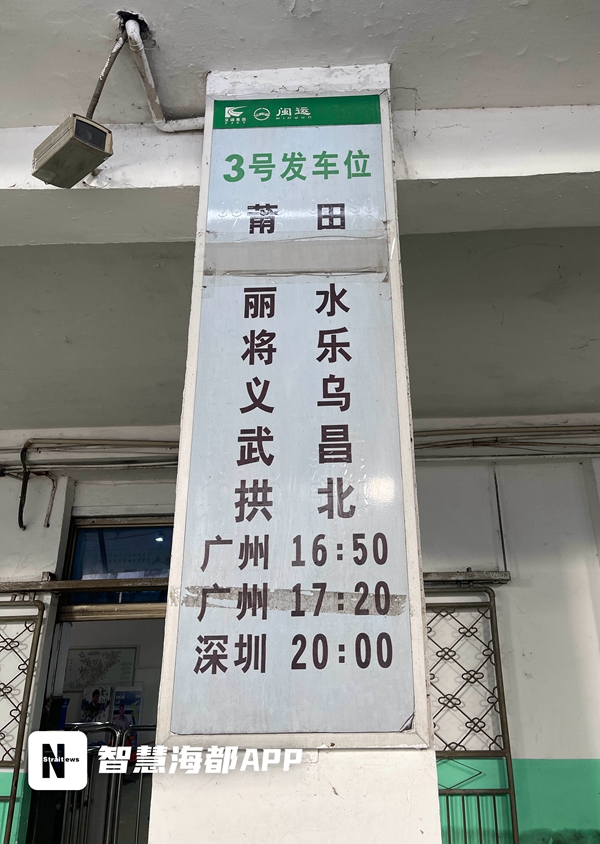 闽运
MINYUN
3号发车位
莆 田
丽 水
将 乐
义 乌
武 昌
拱 北
广州 16:50
广州 17:20
深圳 20:00
N
Straitnews
智慧海都APP